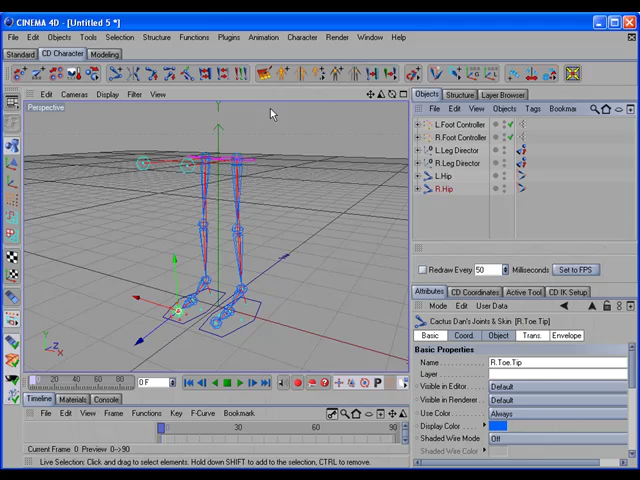 CINEMA 4D - [Untitled 5 *]
File Edit Objects Tools Selection Structure Functions Plugins Animation Character Render Window Help
Standard CD Character Modeling
Edit Cameras Display Filter View
Perspective
Y
Y
Z
X
Objects Structure Layer Browser
File Edit View Objects Tags Bookmar
L.Foot Controller
R.Foot Controller
L.Leg Director
R.Leg Director
L.Hip
R.Hip
Redraw Every 50 Milliseconds Set to FPS
Attributes CD Coordinates Active Tool CD IK Setup
Mode Edit User Data
Cactus Dan's Joints & Skin [R.Toe.Tip]
Basic Coord. Object Trans. Envelope
Basic Properties
Name R.Toe.Tip
Layer
Visible in Editor Default
Visible in Renderer Default
Use Color Always
Display Color
Shaded Wire Mode Off
Shaded Wire Color
0 20 40 60 80 0 F
P
Timeline Materials Console
File Edit View Frame Functions Key F-Curve Bookmark
0 30 60 90
Current Frame 0 Preview 0-->90
Live Selection: Click and drag to select elements. Hold down SHIFT to add to the selection, CTRL to remove.